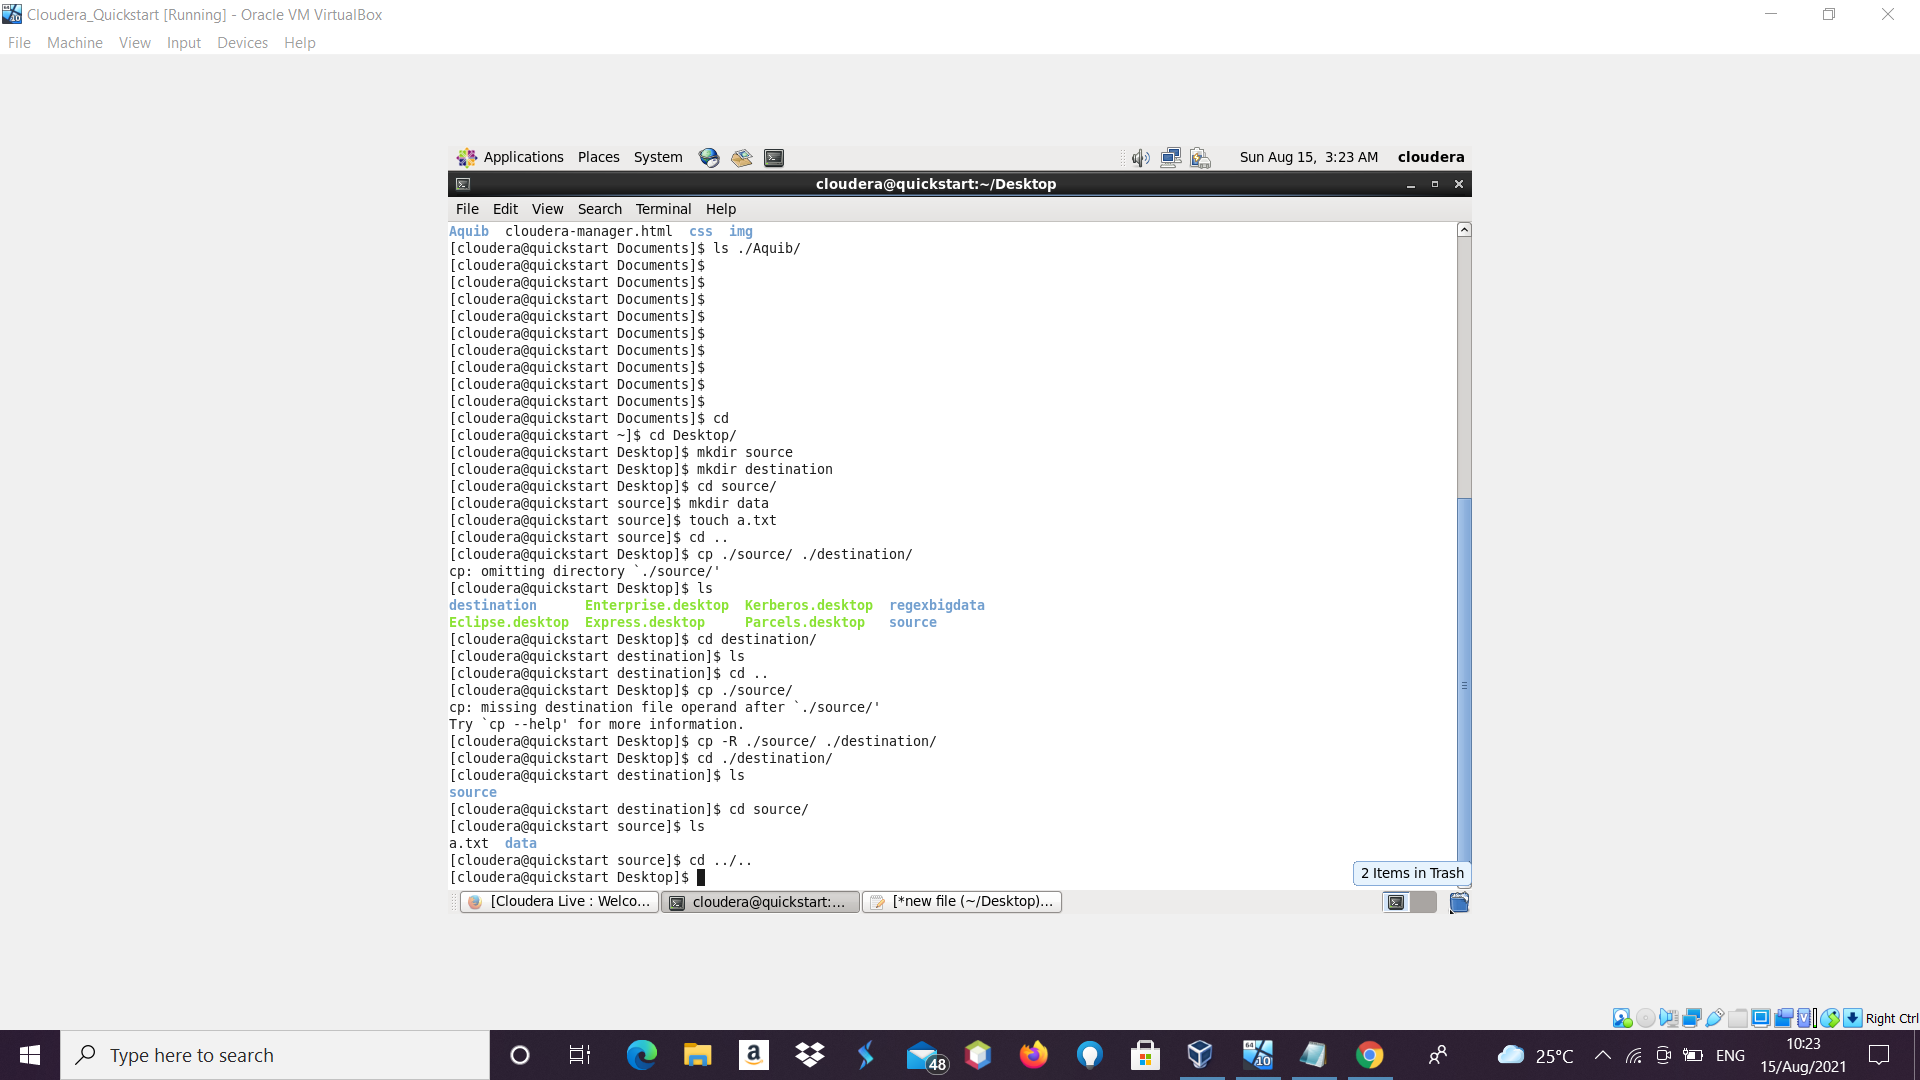 Cloudera_Quickstart [Running] - Oracle VM VirtualBox
File Machine View Input Devices Help
Applications Places System Sun Aug 15, 3:23 AM cloudera
cloudera@quickstart:~/Desktop
File Edit View Search Terminal Help
Aquib cloudera-manager.html css img
[cloudera@quickstart Documents]$ ls ./Aquib/
[cloudera@quickstart Documents]$
[cloudera@quickstart Documents]$
[cloudera@quickstart Documents]$
[cloudera@quickstart Documents]$
[cloudera@quickstart Documents]$
[cloudera@quickstart Documents]$
[cloudera@quickstart Documents]$
[cloudera@quickstart Documents]$
[cloudera@quickstart Documents]$
[cloudera@quickstart Documents]$ cd
[cloudera@quickstart ~]$ cd Desktop/
[cloudera@quickstart Desktop]$ mkdir source
[cloudera@quickstart Desktop]$ mkdir destination
[cloudera@quickstart Desktop]$ cd source/
[cloudera@quickstart source]$ mkdir data
[cloudera@quickstart source]$ touch a.txt
[cloudera@quickstart source]$ cd ..
[cloudera@quickstart Desktop]$ cp ./source/ ./destination/
cp: omitting directory `./source/'
[cloudera@quickstart Desktop]$ ls
destination Enterprise.desktop Kerberos.desktop regexbigdata
Eclipse.desktop Express.desktop Parcels.desktop source
[cloudera@quickstart Desktop]$ cd destination/
[cloudera@quickstart destination]$ ls
[cloudera@quickstart destination]$ cd ..
[cloudera@quickstart Desktop]$ cp ./source/
cp: missing destination file operand after `./source/'
Try `cp --help' for more information.
[cloudera@quickstart Desktop]$ cp -R ./source/ ./destination/
[cloudera@quickstart Desktop]$ cd ./destination/
[cloudera@quickstart destination]$ ls
source
[cloudera@quickstart destination]$ cd source/
[cloudera@quickstart source]$ ls
a.txt data
[cloudera@quickstart source]$ cd ../..
[cloudera@quickstart Desktop]$
2 Items in Trash
[Cloudera Live : Welco... cloudera@quickstart:... [*new file (~/Desktop)...
Right Ctrl
Type here to search
48
25°C
ENG
10:23
15/Aug/2021